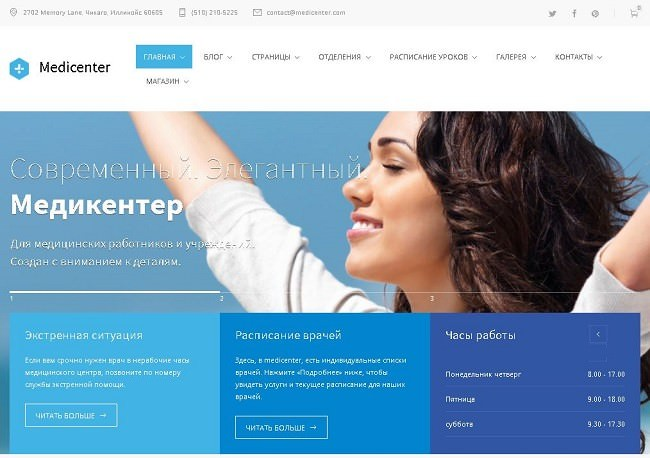 2702 Memory Lane, Чикаго, Иллинойс 60605
(510) 210-5225
contact@medicenter.com
0
Medicenter
ГЛАВНАЯ
БЛОГ
СТРАНИЦЫ
ОТДЕЛЕНИЯ
РАСПИСАНИЕ УРОКОВ
ГАЛЕРЕЯ
КОНТАКТЫ
МАГАЗИН
Современный. Элегантный.
Медикентер
Для медицинских работников и учреждений.
Создан с вниманием к деталям.
1
2
3
Экстренная ситуация
Если вам срочно нужен врач в нерабочие часы
медицинского центра, позвоните по номеру
службы экстренной помощи.
ЧИТАТЬ БОЛЬШЕ
Расписание врачей
Здесь, в medicenter, есть индивидуальные списки
врачей. Нажмите «Подробнее» ниже, чтобы
увидеть услуги и текущее расписание для наших
врачей.
ЧИТАТЬ БОЛЬШЕ
Часы работы
Понедельник четверг 8.00 - 17.00
Пятница 9.00 - 18.00
суббота 9.30 - 17.30